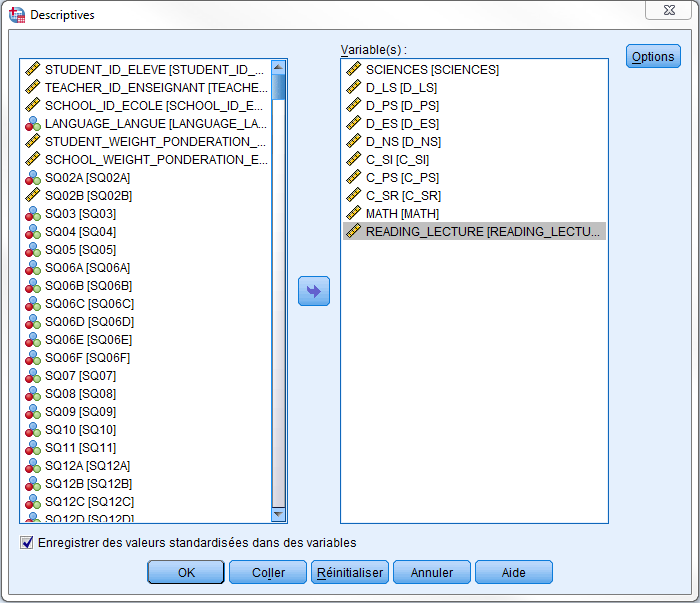 Descriptives
STUDENT_ID_ELEVE [STUDENT_ID_...
TEACHER_ID_ENSEIGNANT [TEACHE...
SCHOOL_ID_ECOLE [SCHOOL_ID_E...
LANGUAGE_LANGUE [LANGUAGE_LA...
STUDENT_WEIGHT_PONDERATION_...
SCHOOL_WEIGHT_PONDERATION_E...
SQ02A [SQ02A]
SQ02B [SQ02B]
SQ03 [SQ03]
SQ04 [SQ04]
SQ05 [SQ05]
SQ06A [SQ06A]
SQ06B [SQ06B]
SQ06C [SQ06C]
SQ06D [SQ06D]
SQ06E [SQ06E]
SQ06F [SQ06F]
SQ07 [SQ07]
SQ08 [SQ08]
SQ09 [SQ09]
SQ10 [SQ10]
SQ11 [SQ11]
SQ12A [SQ12A]
SQ12B [SQ12B]
SQ12C [SQ12C]
SQ12D [SQ12D]
Variable(s) :
SCIENCES [SCIENCES]
D_LS [D_LS]
D_PS [D_PS]
D_ES [D_ES]
D_NS [D_NS]
C_SI [C_SI]
C_PS [C_PS]
C_SR [C_SR]
MATH [MATH]
READING_LECTURE [READING_LECTU...
Options
Enregistrer des valeurs standardisées dans des variables
OK
Coller
Réinitialiser
Annuler
Aide